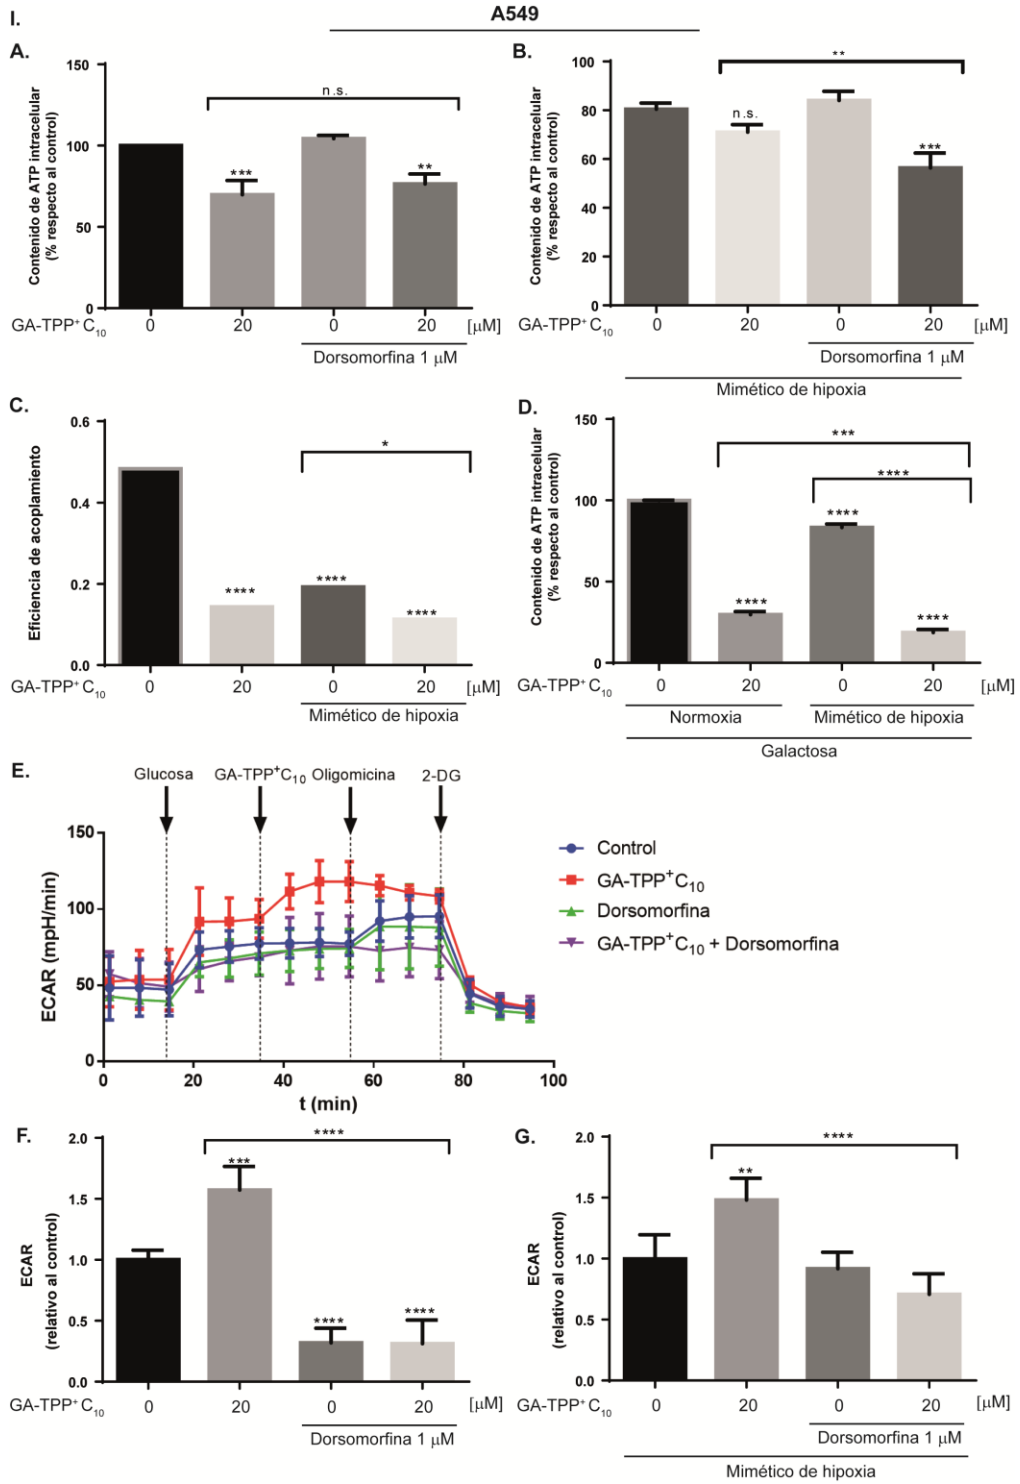 I.
A549
A.
Contenido de ATP intracelular
(% respecto al control)
150
100
50
0
n.s.
***
**
GA-TPP⁺C₁₀ 0 20 0 20 [μM]
Dorsomorfina 1 μM
B.
Contenido de ATP intracelular
(% respecto al control)
100
80
60
40
20
0
**
n.s.
***
GA-TPP⁺C₁₀ 0 20 0 20 [μM]
Dorsomorfina 1 μM
Mimético de hipoxia
C.
Eficiencia de acoplamiento
0.6
0.4
0.2
0.0
*
****
****
****
GA-TPP⁺C₁₀ 0 20 0 20 [μM]
Mimético de hipoxia
D.
Contenido de ATP intracelular
(% respecto al control)
150
100
50
0
***
****
****
****
****
GA-TPP⁺C₁₀ 0 20 0 20 [μM]
Normoxia Mimético de hipoxia
Galactosa
E.
Glucosa GA-TPP⁺C₁₀ Oligomicina 2-DG
ECAR (mpH/min)
150
100
50
0
0 20 40 60 80 100
t (min)
Control
GA-TPP⁺C₁₀
Dorsomorfina
GA-TPP⁺C₁₀ + Dorsomorfina
F.
ECAR
(relativo al control)
2.0
1.5
1.0
0.5
0.0
****
***
****
****
GA-TPP⁺C₁₀ 0 20 0 20 [μM]
Dorsomorfina 1 μM
G.
ECAR
(relativo al control)
2.0
1.5
1.0
0.5
0.0
****
**
GA-TPP⁺C₁₀ 0 20 0 20 [μM]
Dorsomorfina 1 μM
Mimético de hipoxia